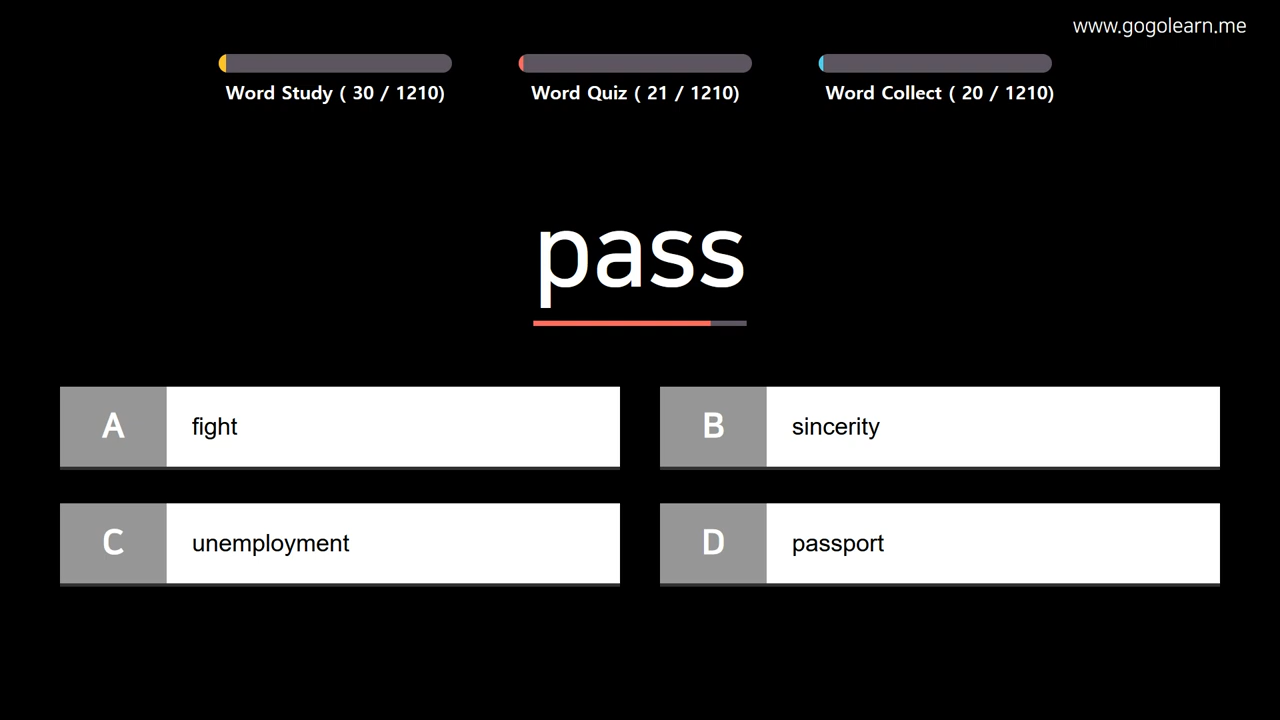 www.gogolearn.me
Word Study ( 30 / 1210)
Word Quiz ( 21 / 1210)
Word Collect ( 20 / 1210)
pass
A fight
B sincerity
C unemployment
D passport